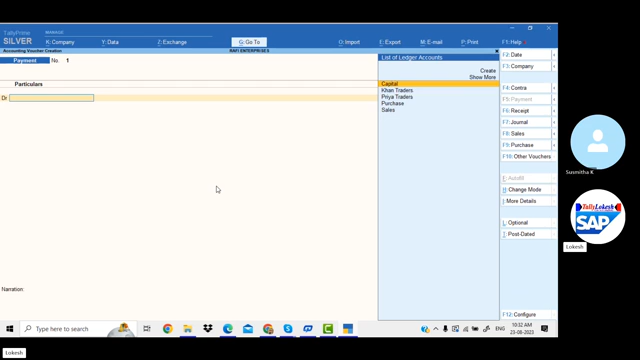 TallyPrime
MANAGE
SILVER
K: Company
Y: Data
Z: Exchange
G: Go To
O: Import
E: Export
M: E-mail
P: Print
F1: Help
Accounting Voucher Creation
RAFI ENTERPRISES
Payment No 1
Particulars
Dr
List of Ledger Accounts
Create
Show More
Capital
Khan Traders
Priya Traders
Purchase
Sales
F2: Date
F3: Company
F4: Contra
F5: Payment
F6: Receipt
F7: Journal
F8: Sales
F9: Purchase
F10: Other Vouchers
E: Autofill
H: Change Mode
I: More Details
L: Optional
T: Post-Dated
F12: Configure
Narration:
Susmitha K
TallyLokesh
SAP
Lokesh
Type here to search
ENG
10:32 AM
23-08-2023
Lokesh